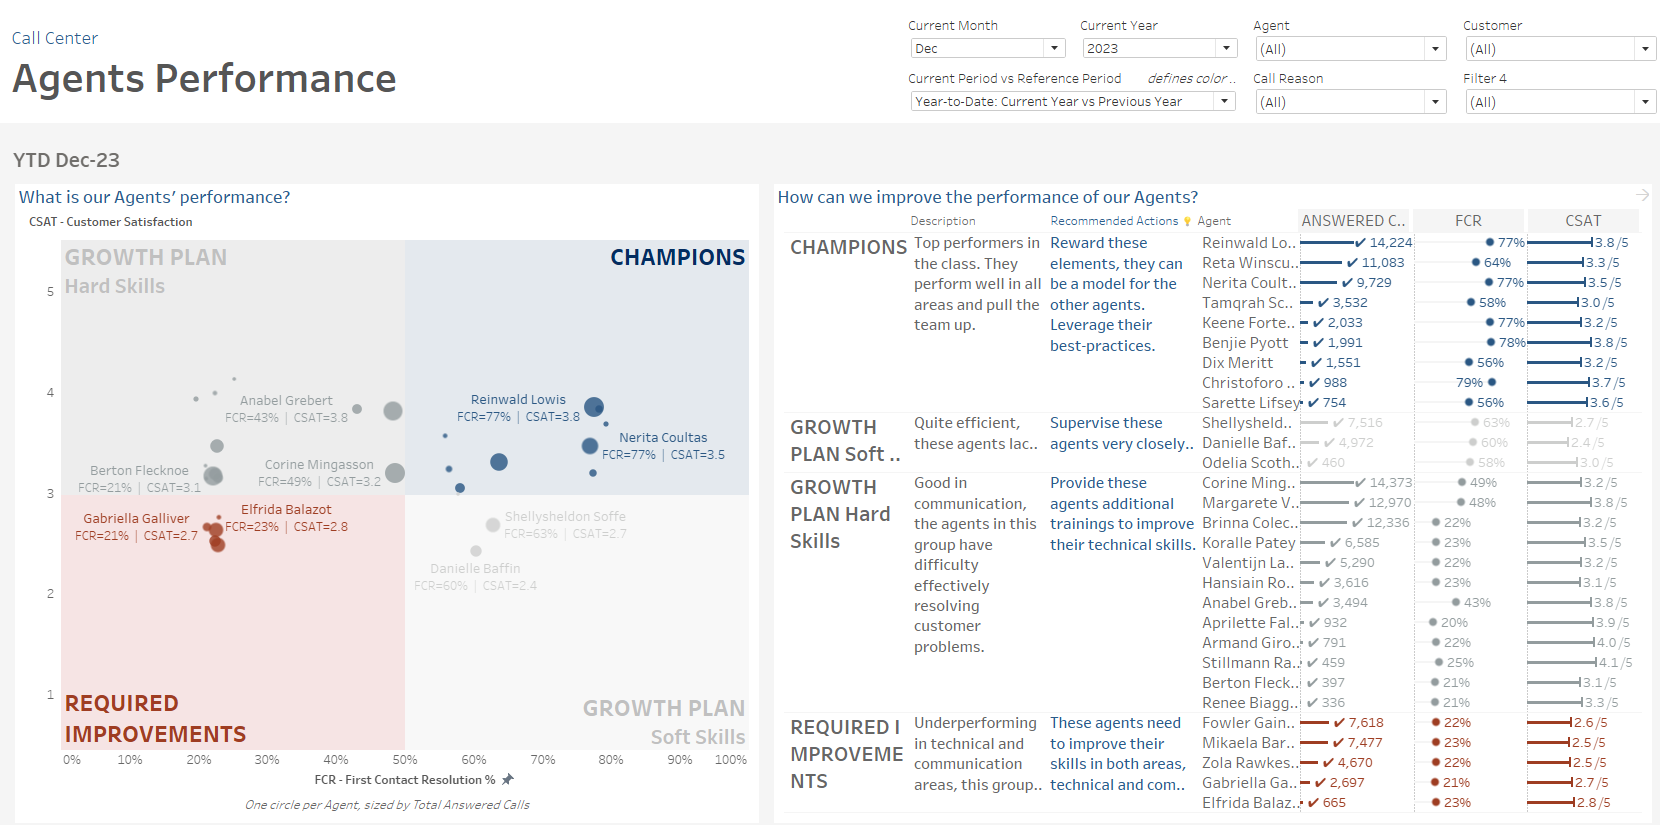 Call Center
Agents Performance
Current Month
Current Year
Agent
Customer
Dec
2023
(All)
(All)
Current Period vs Reference Period
defines color ..
Call Reason
Filter 4
Year-to-Date: Current Year vs Previous Year
(All)
(All)
YTD Dec-23
What is our Agents' performance?
CSAT - Customer Satisfaction
GROWTH PLAN
Hard Skills
CHAMPIONS
5
4
3
2
1
Anabel Grebert
FCR=43% | CSAT=3.8
Reinwald Lowis
FCR=77% | CSAT=3.8
Nerita Coultas
FCR=77% | CSAT=3.5
Berton Flecknoe
FCR=21% | CSAT=3.1
Corine Mingasson
FCR=49% | CSAT=3.2
Gabriella Galliver
FCR=21% | CSAT=2.7
Elfrida Balazot
FCR=23% | CSAT=2.8
Shellysheldon Soffe
FCR=63% | CSAT=2.7
Danielle Baffin
FCR=60% | CSAT=2.4
REQUIRED
IMPROVEMENTS
GROWTH PLAN
Soft Skills
0% 10% 20% 30% 40% 50% 60% 70% 80% 90% 100%
FCR - First Contact Resolution %
One circle per Agent, sized by Total Answered Calls
How can we improve the performance of our Agents?
Description Recommended Actions Agent ANSWERED C.. FCR CSAT
CHAMPIONS
Top performers in
the class. They
perform well in all
areas and pull the
team up.
Reward these
elements, they can
be a model for the
other agents.
Leverage their
best-practices.
Reinwald Lo.. 14,224 77% 3.8/5
Reta Winscu.. 11,083 64% 3.3/5
Nerita Coult.. 9,729 77% 3.5/5
Tamqrah Sc.. 3,532 58% 3.0/5
Keene Forte.. 2,033 77% 3.2/5
Benjie Pyott 1,991 78% 3.8/5
Dix Meritt 1,551 56% 3.2/5
Christoforo .. 988 79% 3.7/5
Sarette Lifsey 754 56% 3.6/5
GROWTH
PLAN Soft ..
Quite efficient,
these agents lac..
Supervise these
agents very closely..
Shellysheld.. 7,516 63% 2.7/5
Danielle Baf.. 4,972 60% 2.4/5
Odelia Scoth.. 460 58% 3.0/5
GROWTH
PLAN Hard
Skills
Good in
communication,
the agents in this
group have
difficulty
effectively
resolving
customer
problems.
Provide these
agents additional
trainings to improve
their technical skills.
Corine Ming.. 14,373 49% 3.2/5
Margarete V.. 12,970 48% 3.8/5
Brinna Colec.. 12,336 22% 3.2/5
Koralle Patey 6,585 23% 3.5/5
Valentijn La.. 5,290 22% 3.2/5
Hansiain Ro.. 3,616 23% 3.1/5
Anabel Greb.. 3,494 43% 3.8/5
Aprilette Fal.. 932 20% 3.9/5
Armand Giro.. 791 22% 4.0/5
Stillmann Ra.. 459 25% 4.1/5
Berton Fleck.. 397 21% 3.1/5
Renee Biagg.. 336 21% 3.3/5
REQUIRED I
MPROVEME
NTS
Underperforming
in technical and
communication
areas, this group..
These agents need
to improve their
skills in both areas,
technical and com..
Fowler Gain.. 7,618 22% 2.6/5
Mikaela Bar.. 7,477 23% 2.5/5
Zola Rawkes.. 4,670 22% 2.5/5
Gabriella Ga.. 2,697 21% 2.7/5
Elfrida Balaz.. 665 23% 2.8/5